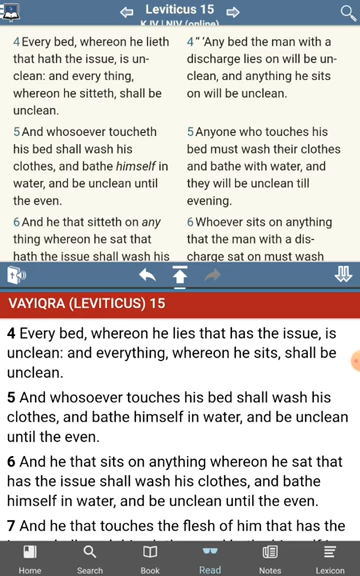 Leviticus 15
KJV | NIV (online)
4 Every bed, whereon he lieth
that hath the issue, is un-
clean: and every thing,
whereon he sitteth, shall be
unclean.
5 And whosoever toucheth
his bed shall wash his
clothes, and bathe himself in
water, and be unclean until
the even.
6 And he that sitteth on any
thing whereon he sat that
hath the issue shall wash his
4 “ ‘Any bed the man with a
discharge lies on will be un-
clean, and anything he sits
on will be unclean.
5 Anyone who touches his
bed must wash their clothes
and bathe with water, and
they will be unclean till
evening.
6 Whoever sits on anything
that the man with a dis-
charge sat on must wash
VAYIQRA (LEVITICUS) 15
4 Every bed, whereon he lies that has the issue, is
unclean: and everything, whereon he sits, shall be
unclean.
5 And whosoever touches his bed shall wash his
clothes, and bathe himself in water, and be unclean
until the even.
6 And he that sits on anything whereon he sat that
has the issue shall wash his clothes, and bathe
himself in water, and be unclean until the even.
7 And he that touches the flesh of him that has the
Home
Search
Book
Read
Notes
Lexicon